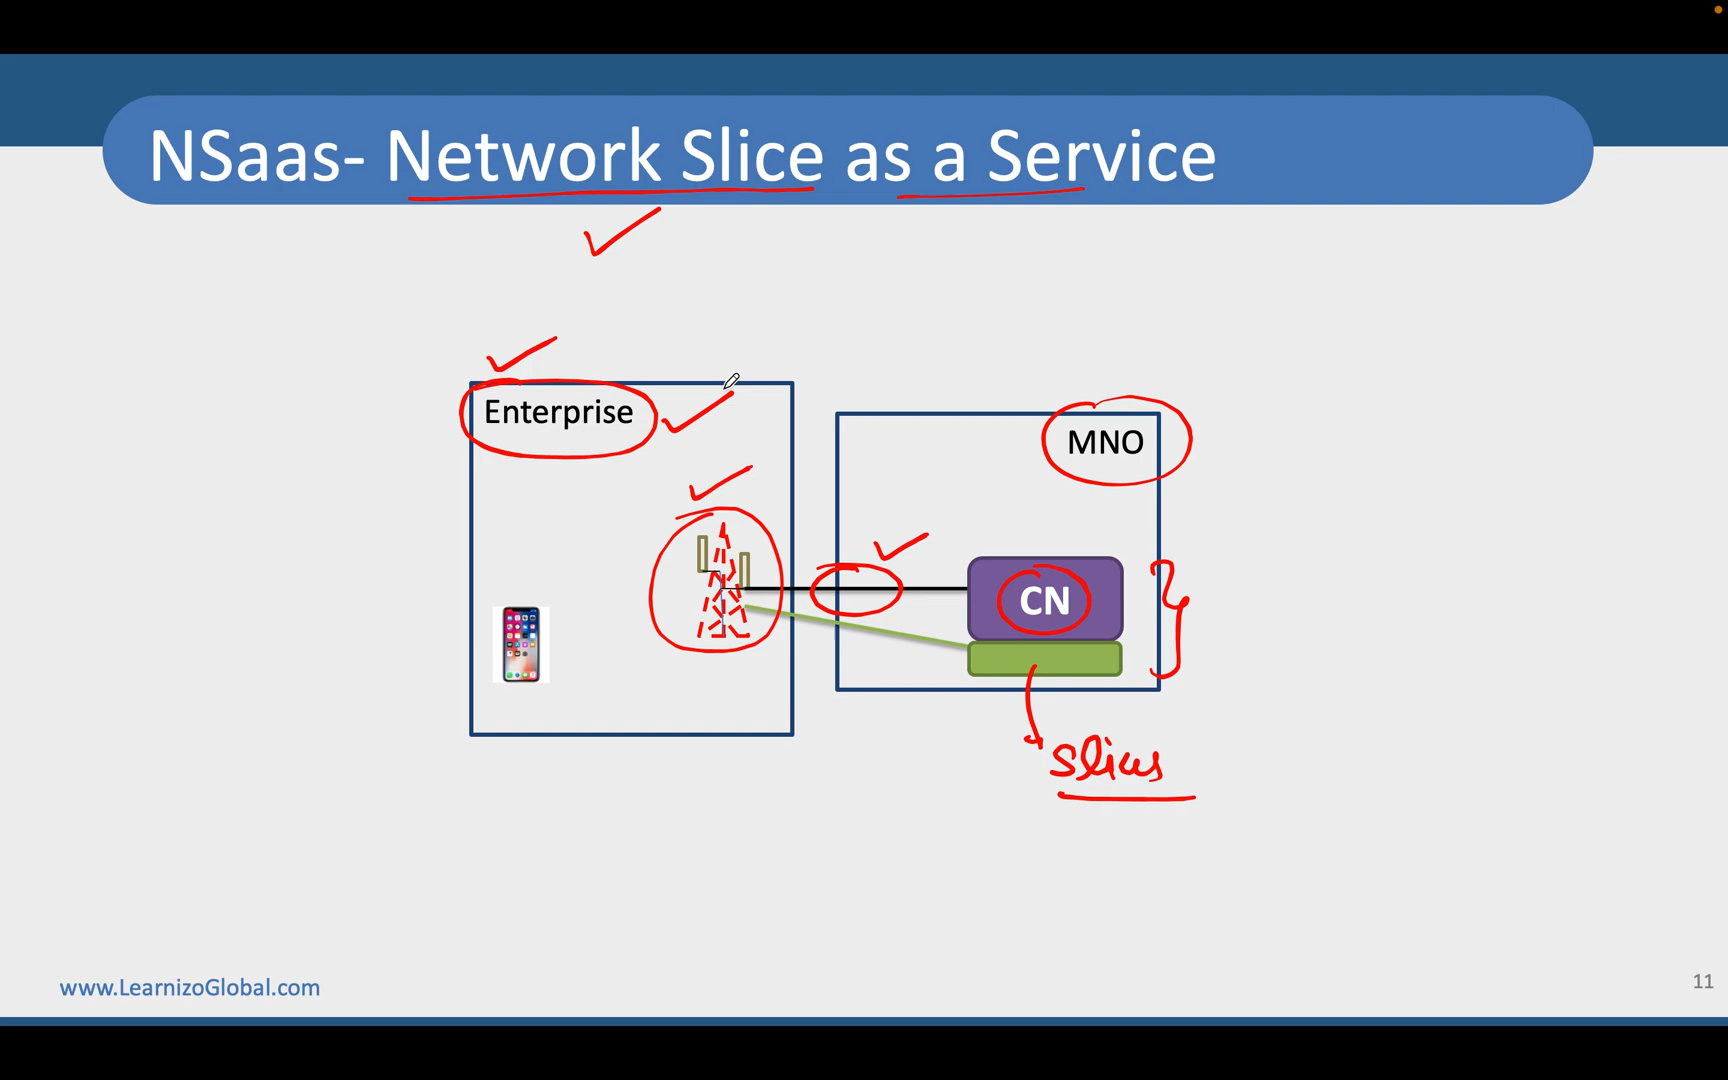 NSaas- Network Slice as a Service
Enterprise
MNO
CN
slices
www.LearnizoGlobal.com
11